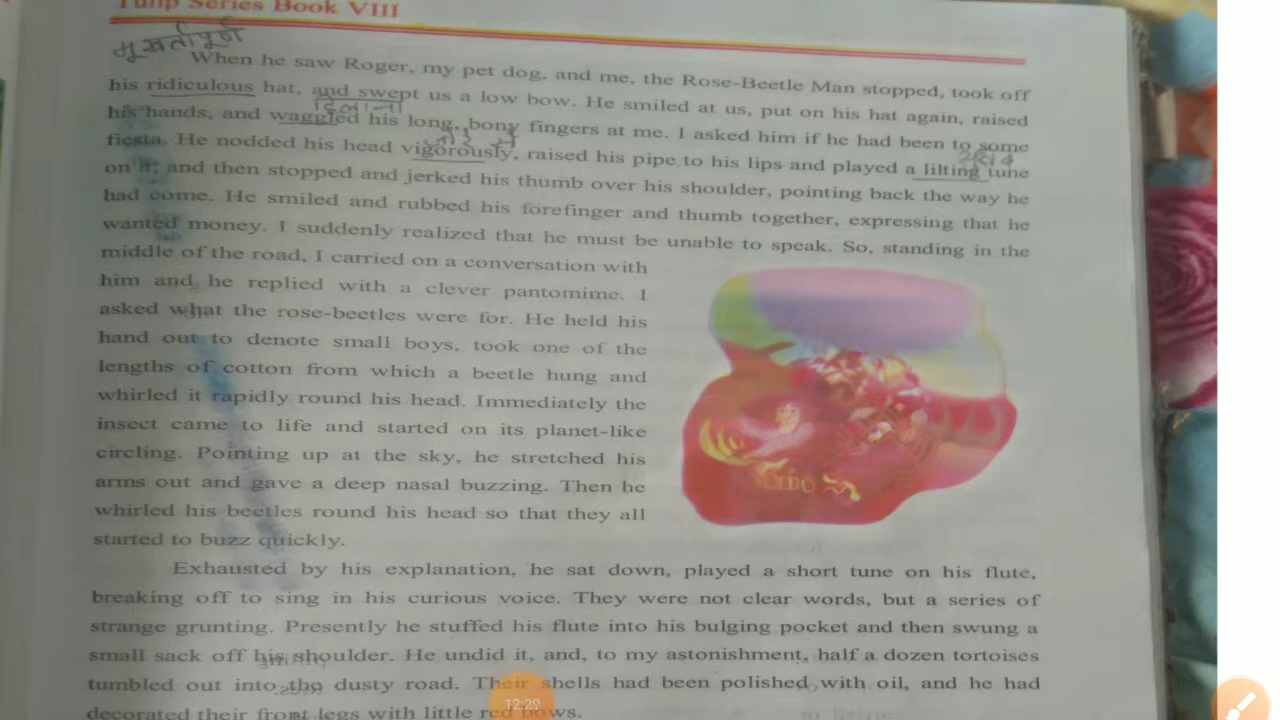 Tulip Series Book VIII
मूर्खतापूर्ण
When he saw Roger, my pet dog, and me, the Rose-Beetle Man stopped, took off
his ridiculous hat, and swept us a low bow. He smiled at us, put on his hat again, raised
हिलाना
his hands, and waggled his long, bony fingers at me. I asked him if he had been to some
जोर से
fiesta. He nodded his head vigorously, raised his pipe to his lips and played a lilting tune
on it, and then stopped and jerked his thumb over his shoulder, pointing back the way he
had come. He smiled and rubbed his forefinger and thumb together, expressing that he
wanted money. I suddenly realized that he must be unable to speak. So, standing in the
middle of the road, I carried on a conversation with
him and he replied with a clever pantomime. I
asked what the rose-beetles were for. He held his
hand out to denote small boys, took one of the
lengths of cotton from which a beetle hung and
whirled it rapidly round his head. Immediately the
insect came to life and started on its planet-like
circling. Pointing up at the sky, he stretched his
arms out and gave a deep nasal buzzing. Then he
whirled his beetles round his head so that they all
started to buzz quickly.
Exhausted by his explanation, he sat down, played a short tune on his flute,
breaking off to sing in his curious voice. They were not clear words, but a series of
strange grunting. Presently he stuffed his flute into his bulging pocket and then swung a
small sack off his shoulder. He undid it, and, to my astonishment, half a dozen tortoises
tumbled out into the dusty road. Their shells had been polished with oil, and he had
decorated their front legs with little red bows.
12:29